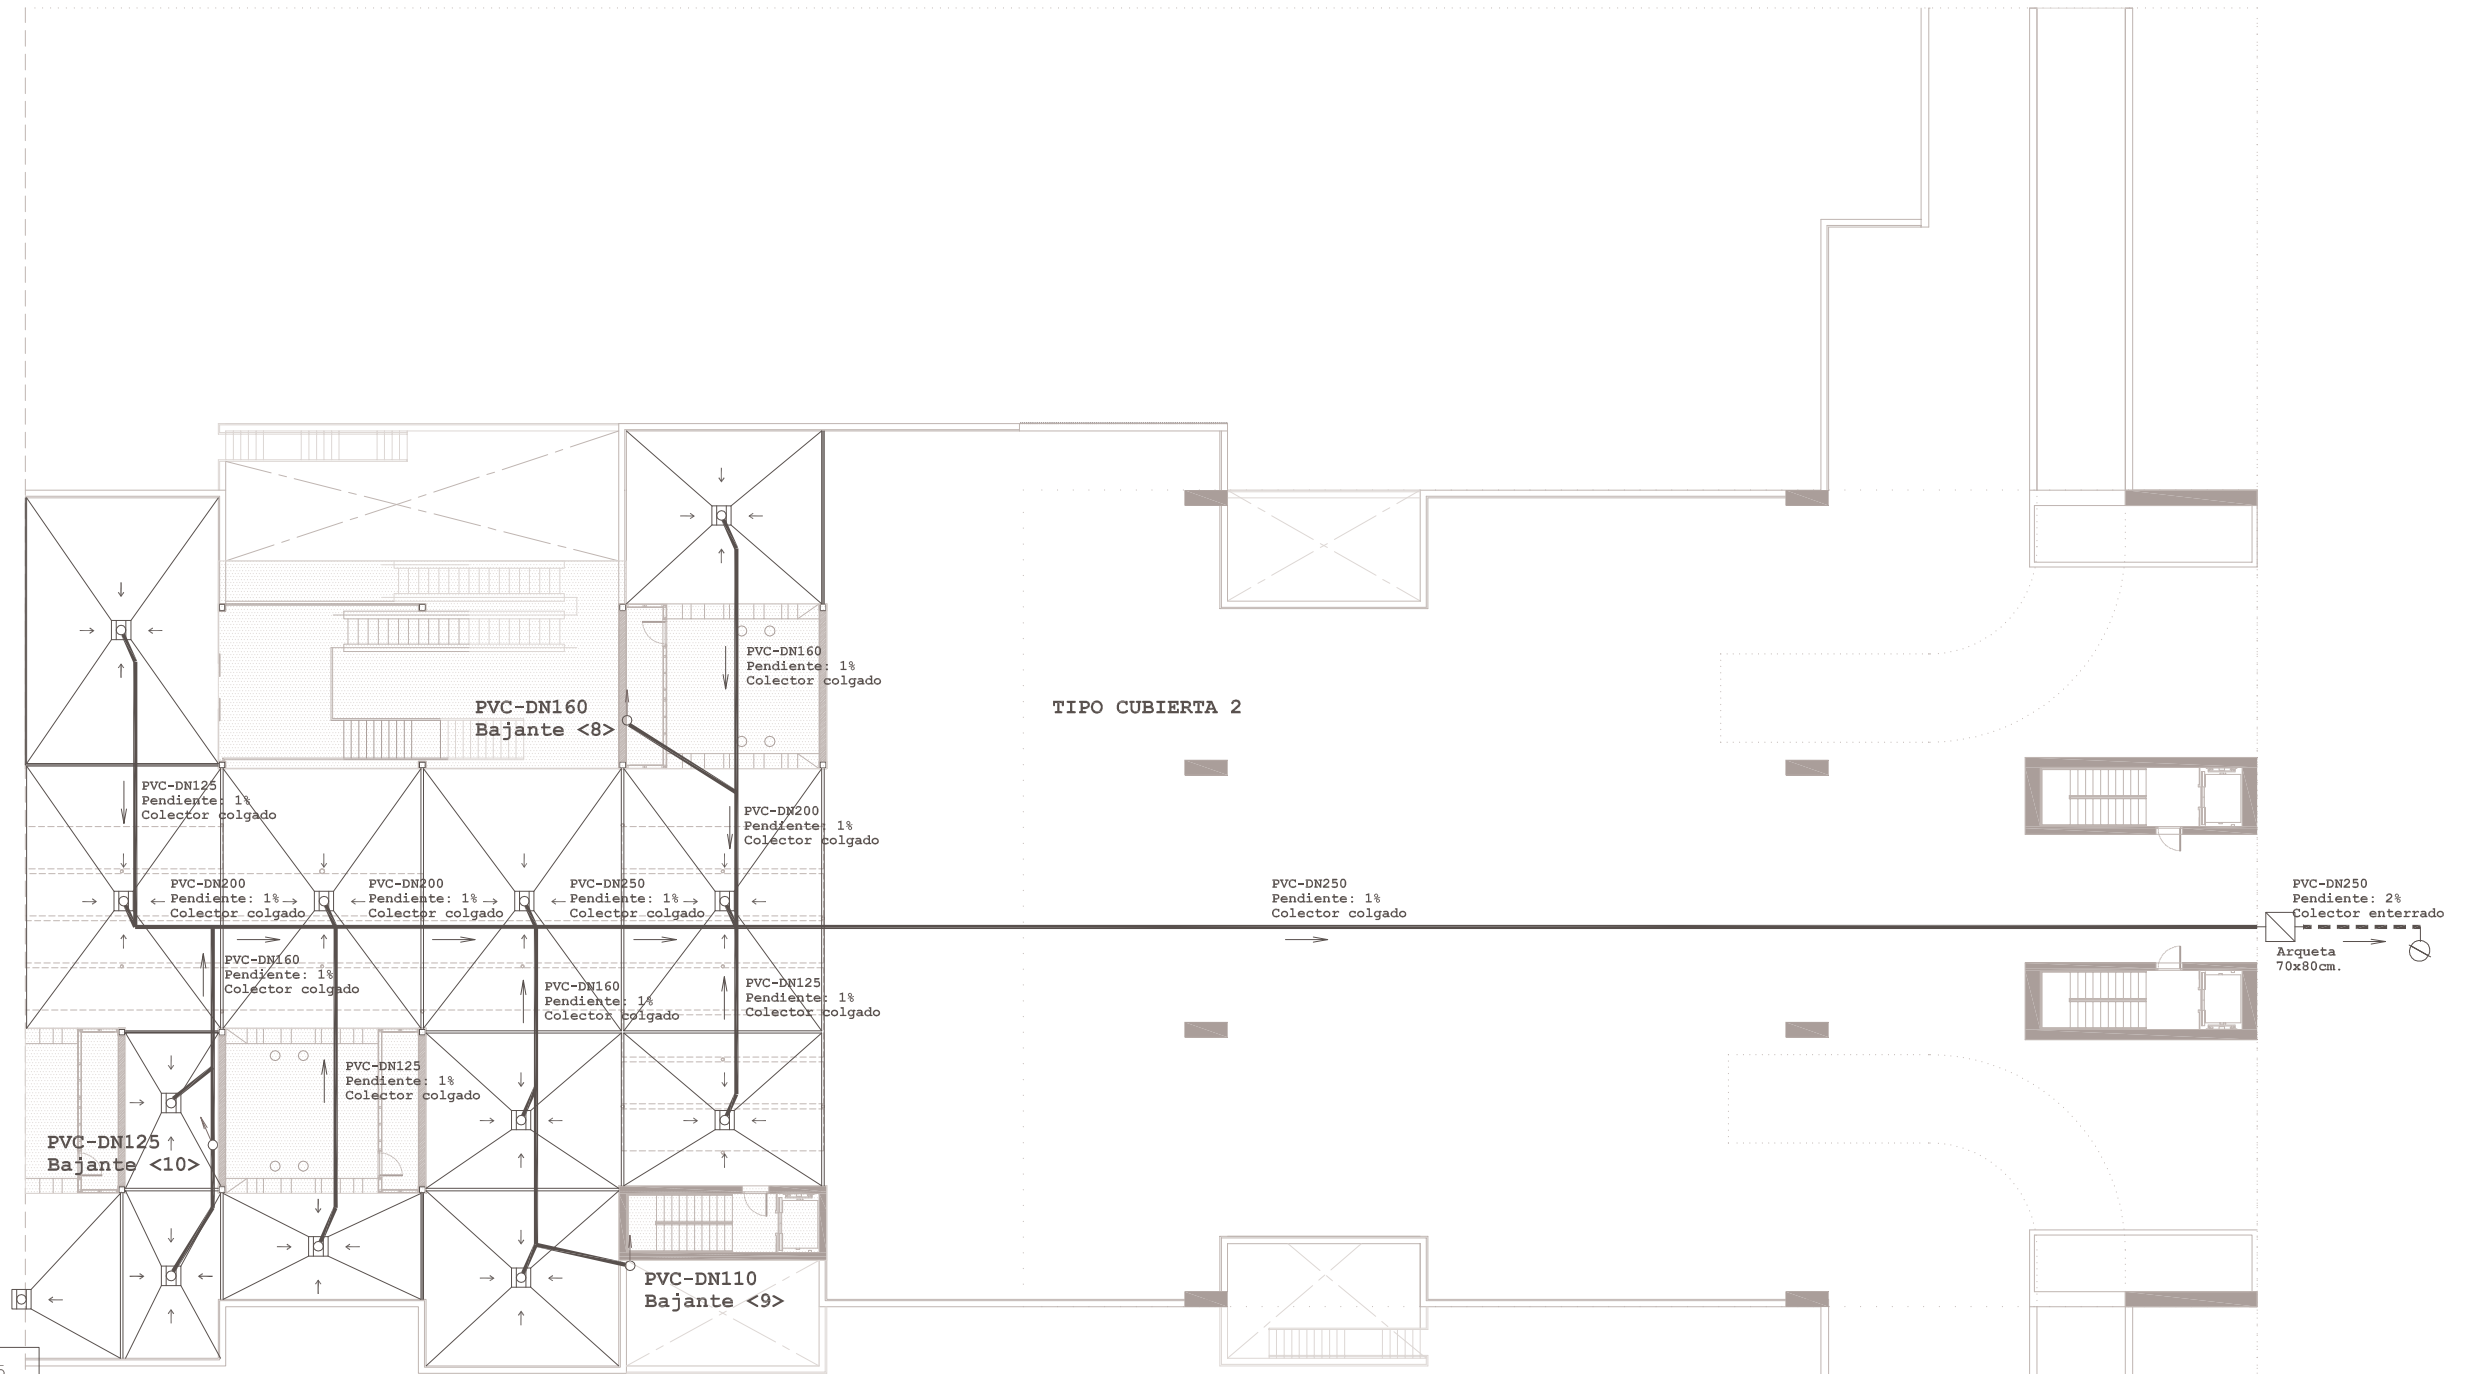 PVC-DN160
Pendiente: 1%
Colector colgado
PVC-DN160
Bajante <8>
TIPO CUBIERTA 2
PVC-DN125
Pendiente: 1%
Colector colgado
PVC-DN200
Pendiente: 1%
Colector colgado
PVC-DN200
Pendiente: 1%
Colector colgado
PVC-DN200
Pendiente: 1%
Colector colgado
PVC-DN250
Pendiente: 1%
Colector colgado
PVC-DN250
Pendiente: 1%
Colector colgado
PVC-DN250
Pendiente: 2%
Colector enterrado
Arqueta
70x80cm.
PVC-DN160
Pendiente: 1%
Colector colgado
PVC-DN160
Pendiente: 1%
Colector colgado
PVC-DN125
Pendiente: 1%
Colector colgado
PVC-DN125
Pendiente: 1%
Colector colgado
PVC-DN125
Bajante <10>
PVC-DN110
Bajante <9>